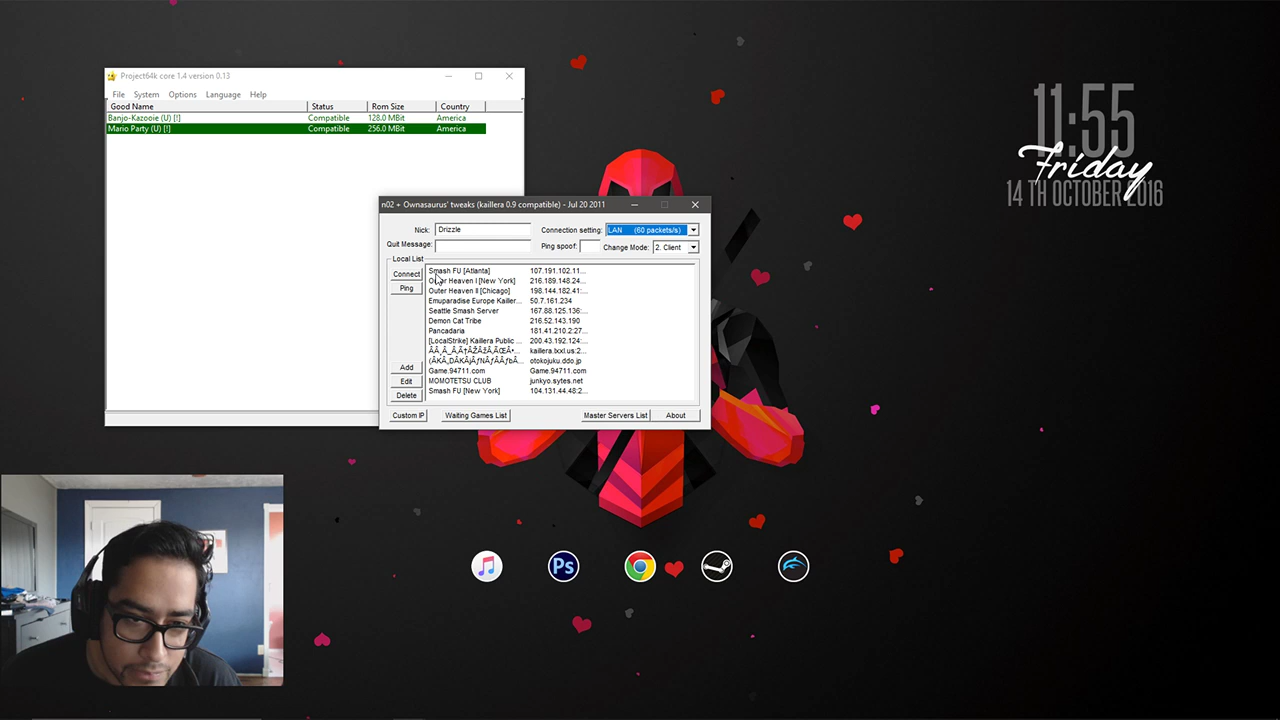 Project64k core 1.4 version 0.13
File System Options Language Help
Good Name Status Rom Size Country
Banjo-Kazooie (U) [!] Compatible 128.0 MBit America
Mario Party (U) [!] Compatible 256.0 MBit America
n02 + Ownasaurus' tweaks (kaillera 0.9 compatible) - Jul 20 2011
Nick: Drizzle Connection setting: LAN (60 packets/s)
Quit Message: Ping spoof: Change Mode: 2. Client
Local List
Connect
Ping
Add
Edit
Delete
Smash FU [Atlanta] 107.191.102.11...
Outer Heaven I [New York] 216.189.148.24...
Outer Heaven II [Chicago] 198.144.182.41:...
Emuparadise Europe Kailler... 50.7.161.234
Seattle Smash Server 167.88.125.136:...
Demon Cat Tribe 216.52.143.190
Pancadaria 181.41.210.2:27...
[LocalStrike] Kaillera Public ... 200.43.192.124:...
kaillera.lxxl.us:2...
otokojuku.ddo.jp
Game.94711.com Game.94711.com
MOMOTETSU CLUB junkyo.sytes.net
Smash FU [New York] 104.131.44.48:2...
Custom IP Waiting Games List Master Servers List About
11:55
Friday
14 TH OCTOBER 2016
Ps